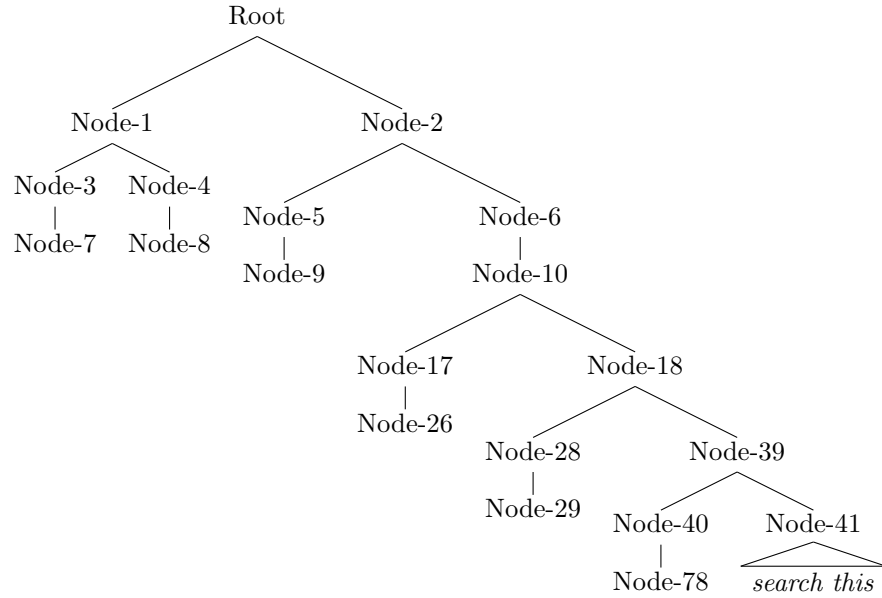 Root
Node-1 Node-2
Node-3 Node-4
Node-5 Node-6
Node-7 Node-8
Node-9 Node-10
Node-17 Node-18
Node-26
Node-28 Node-39
Node-29
Node-40 Node-41
Node-78 search this